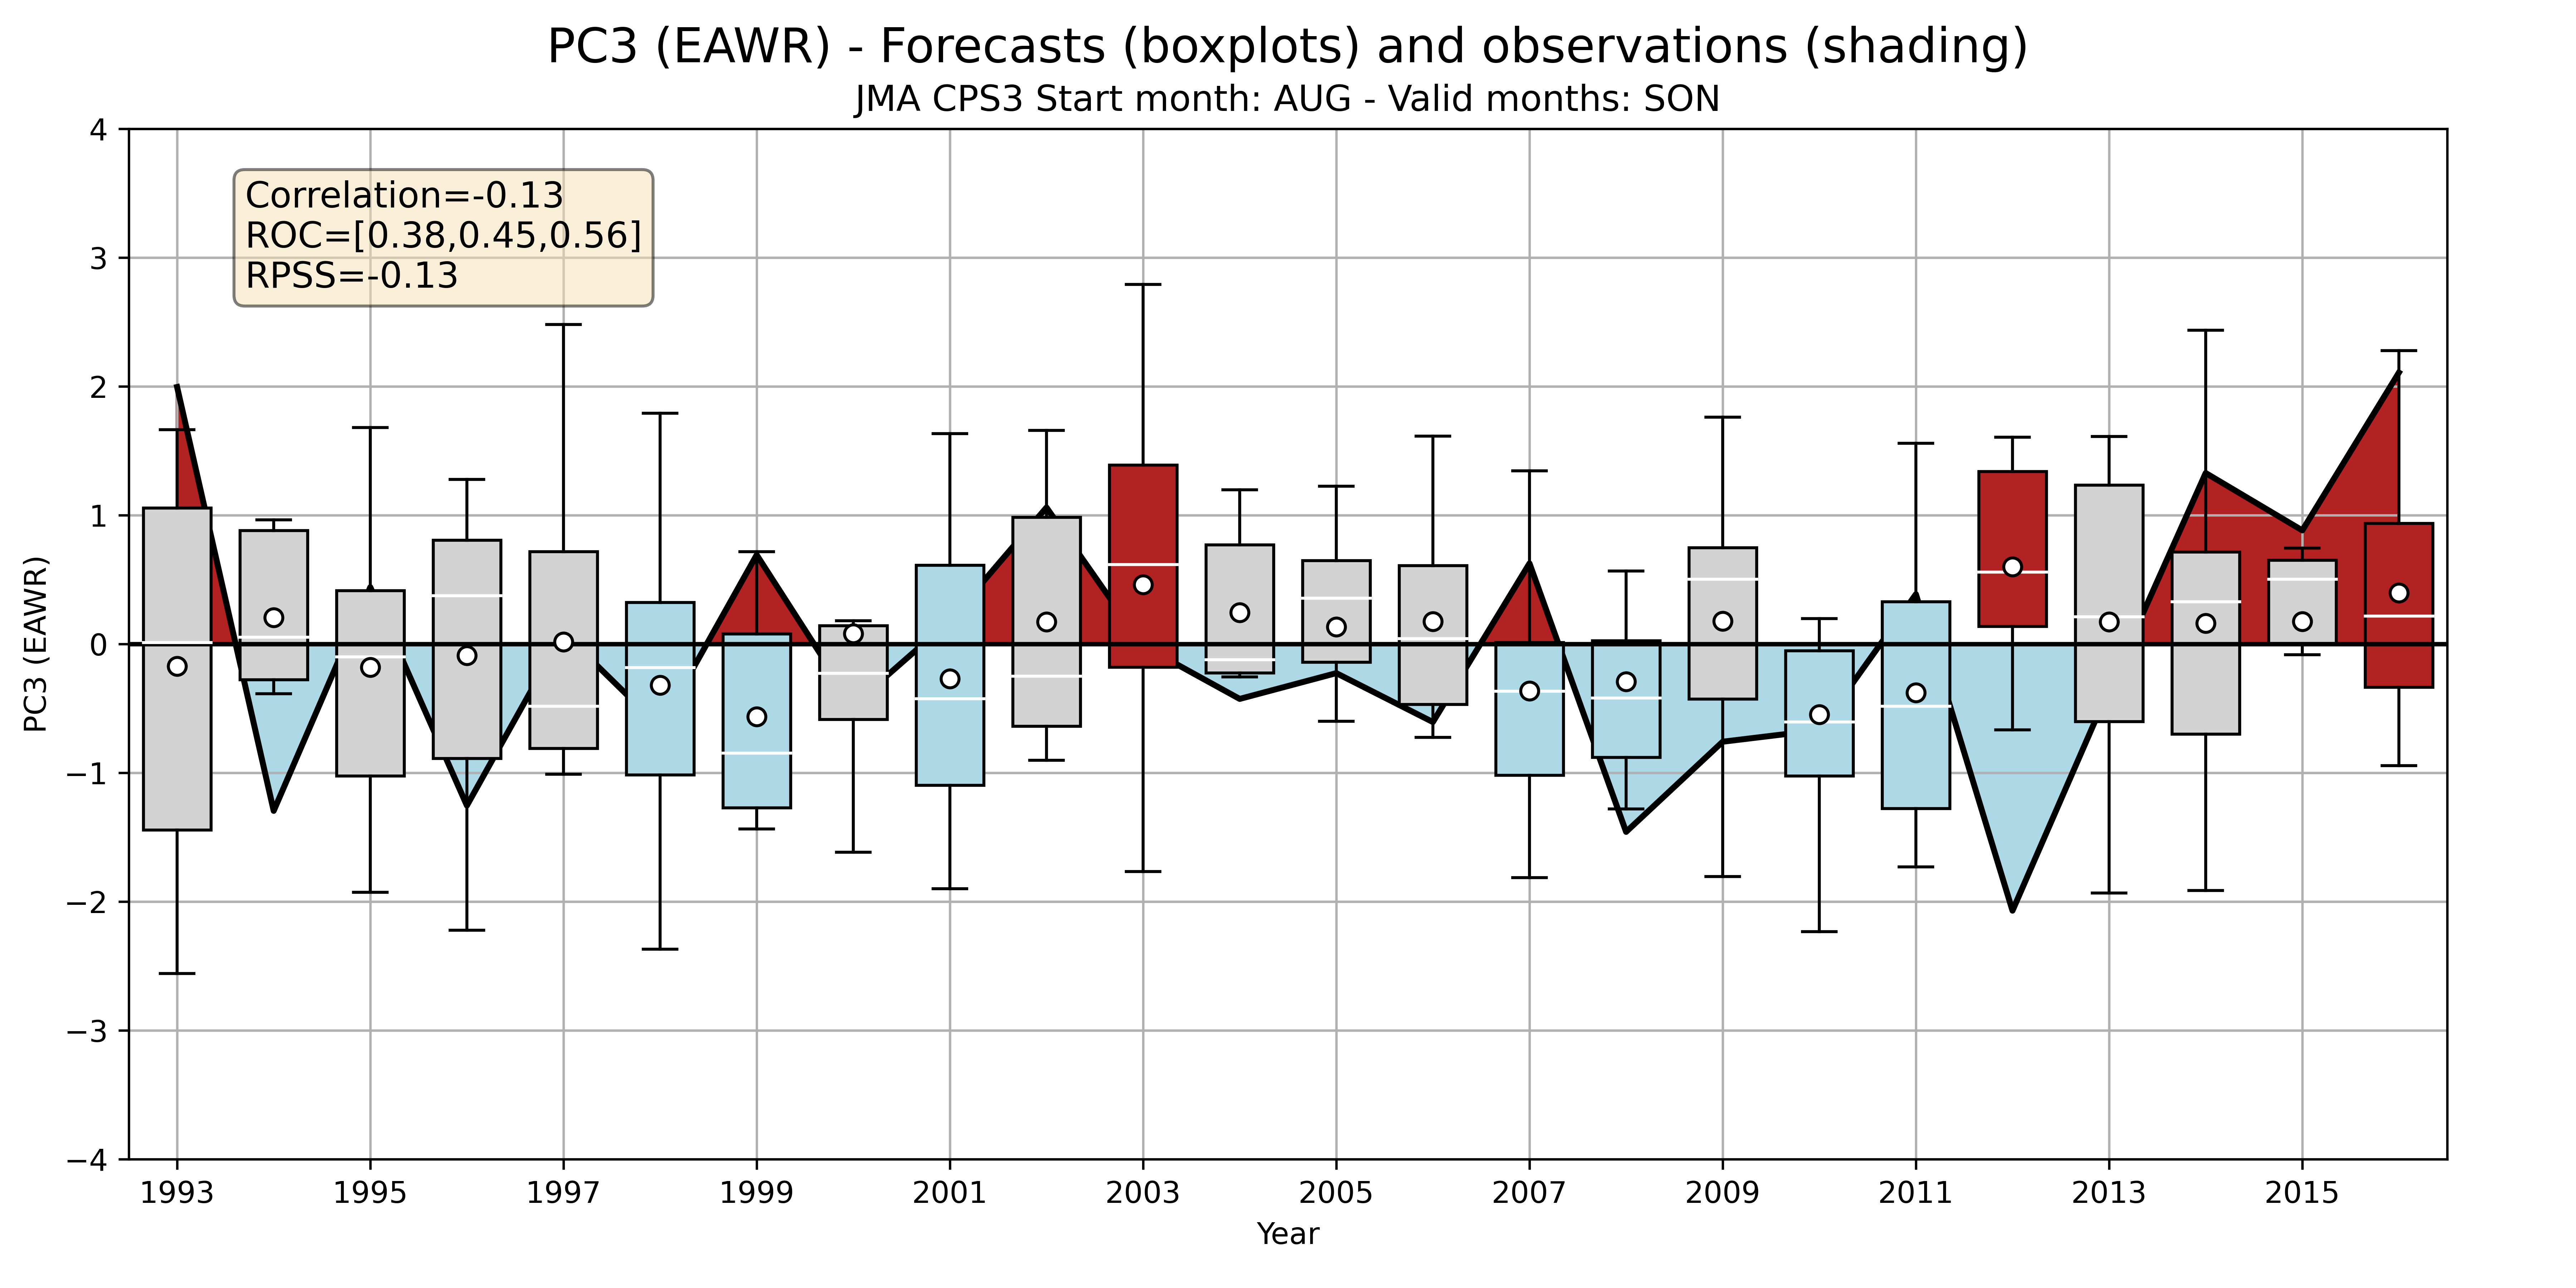 PC3 (EAWR) - Forecasts (boxplots) and observations (shading)
JMA CPS3 Start month: AUG - Valid months: SON
Correlation=-0.13
ROC=[0.38,0.45,0.56]
RPSS=-0.13
PC3 (EAWR)
4
3
2
1
0
−1
−2
−3
−4
1993 1995 1997 1999 2001 2003 2005 2007 2009 2011 2013 2015
Year